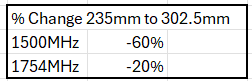 % Change 235mm to 302.5mm
1500MHz -60%
1754MHz -20%